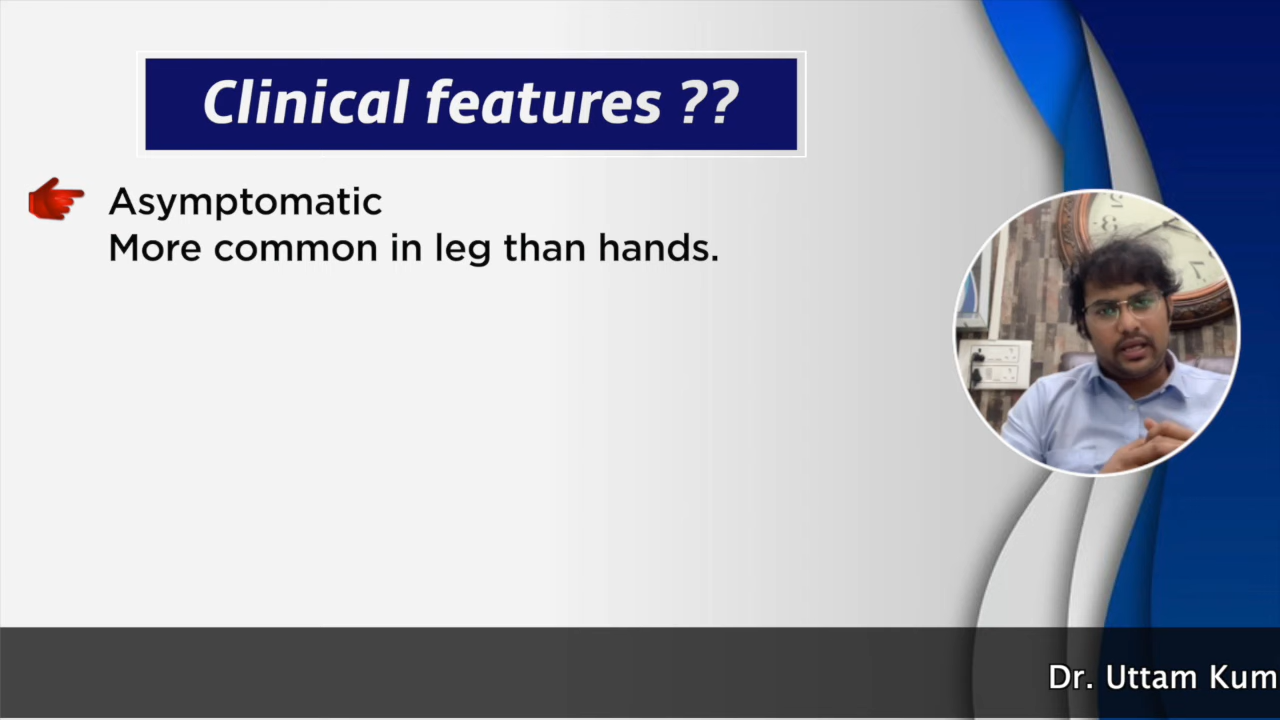 Clinical features ??
Asymptomatic
More common in leg than hands.
Dr. Uttam Kum